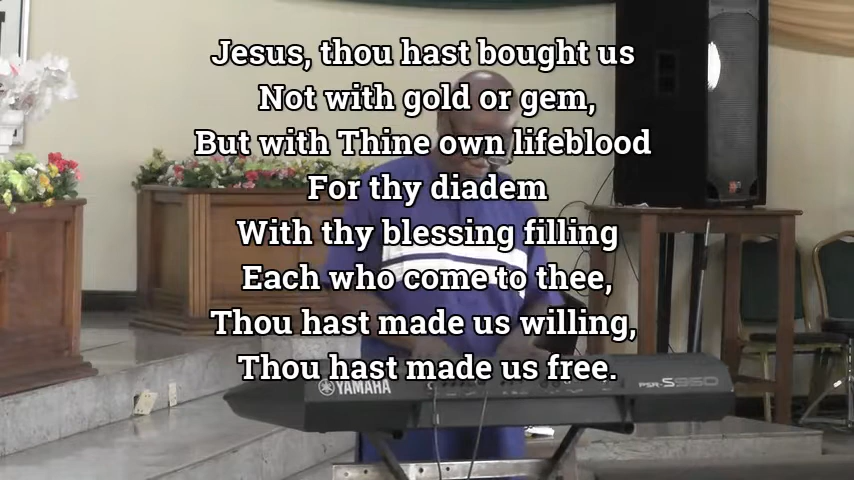 Jesus, thou hast bought us
Not with gold or gem,
But with Thine own lifeblood
For thy diadem
With thy blessing filling
Each who come to thee,
Thou hast made us willing,
Thou hast made us free.
YAMAHA
PSR-S950